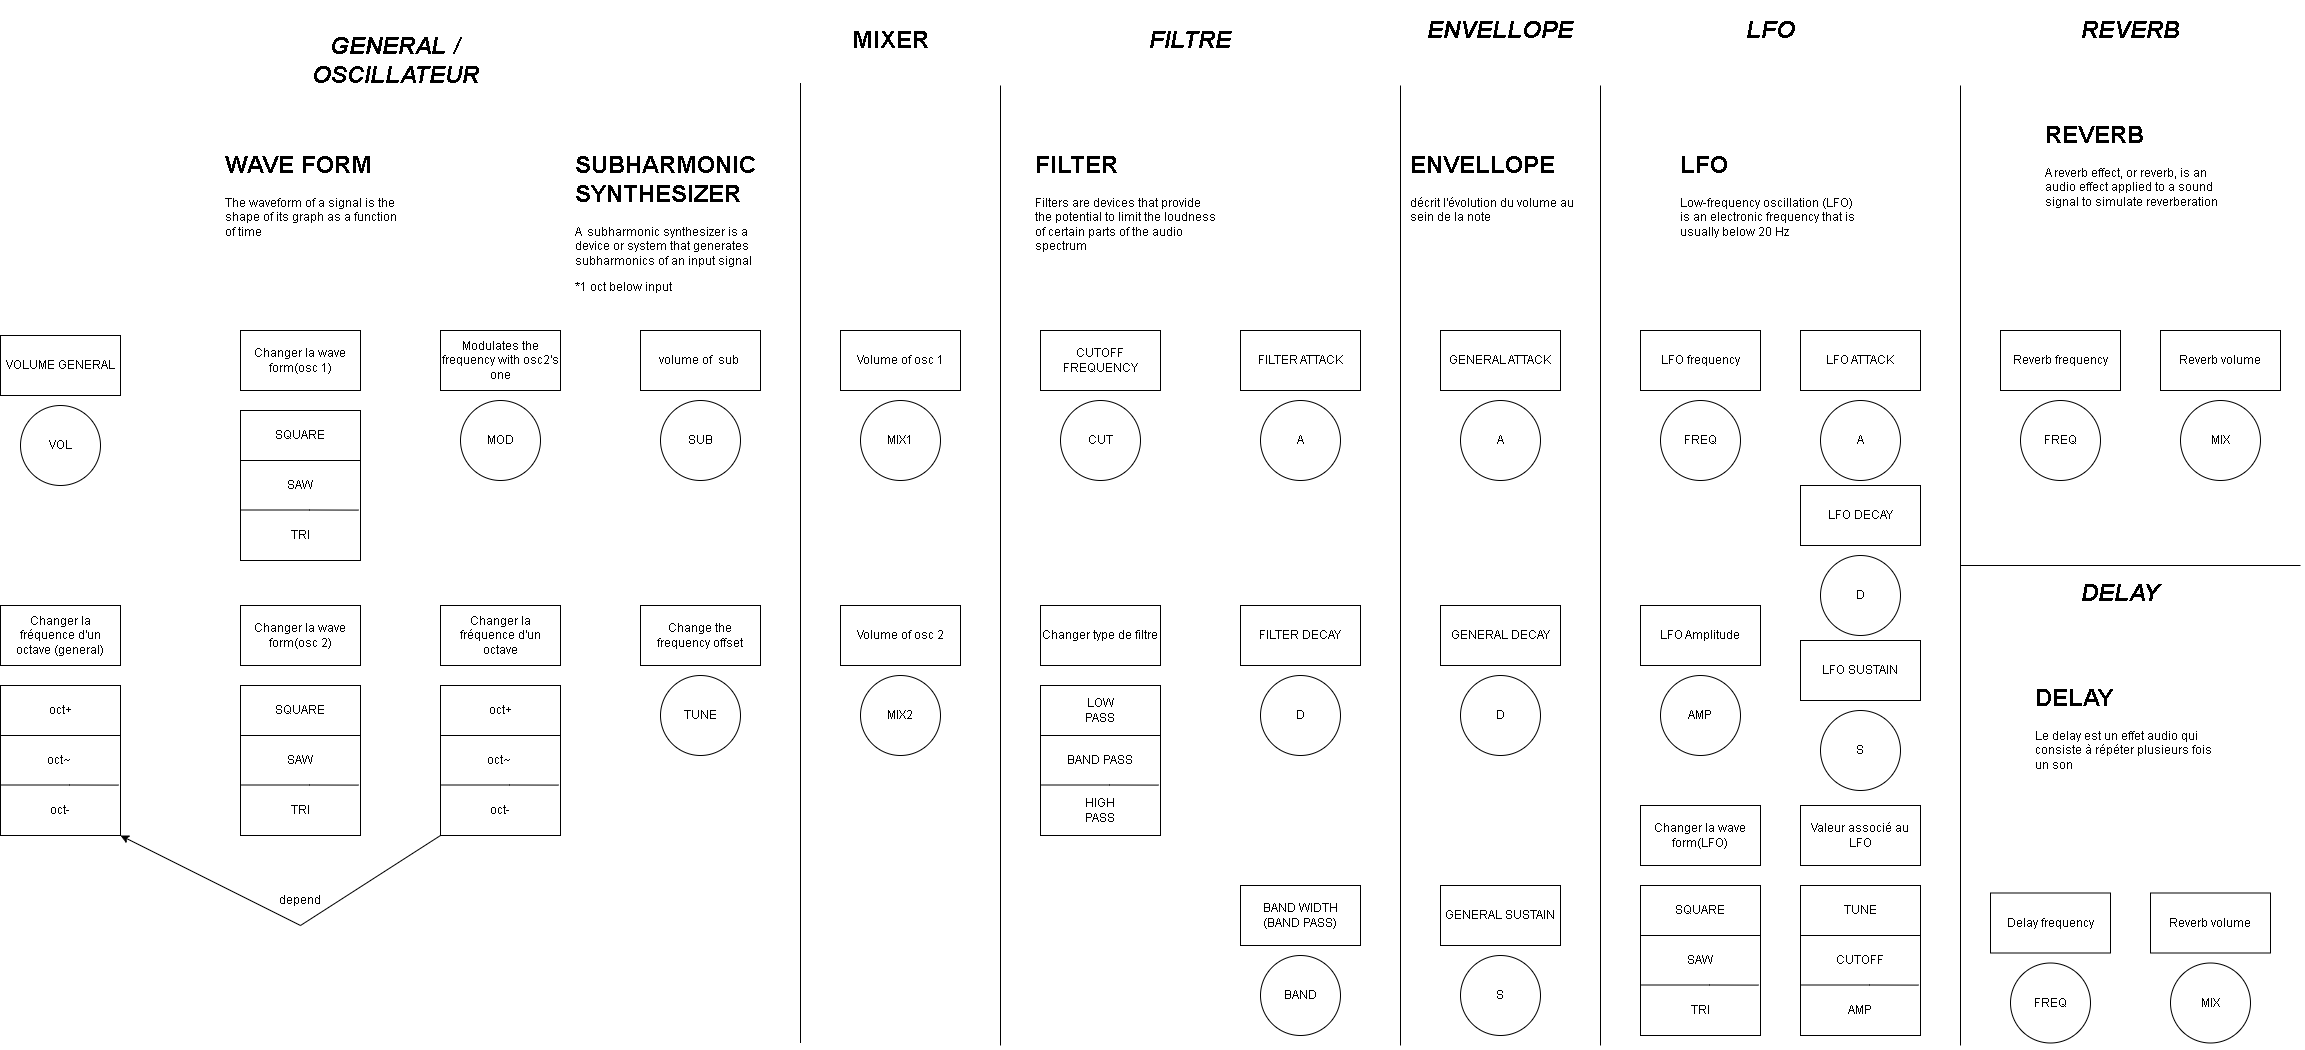 GENERAL /
OSCILLATEUR
MIXER
FILTRE
ENVELLOPE
LFO
REVERB
WAVE FORM
The waveform of a signal is the
shape of its graph as a function
of time
SUBHARMONIC
SYNTHESIZER
A subharmonic synthesizer is a
device or system that generates
subharmonics of an input signal
*1 oct below input
FILTER
Filters are devices that provide
the potential to limit the loudness
of certain parts of the audio
spectrum
ENVELLOPE
décrit l'évolution du volume au
sein de la note
LFO
Low-frequency oscillation (LFO)
is an electronic frequency that is
usually below 20 Hz
REVERB
A reverb effect, or reverb, is an
audio effect applied to a sound
signal to simulate reverberation
VOLUME GENERAL
VOL
Changer la wave
form(osc 1)
SQUARE
SAW
TRI
Modulates the
frequency with osc2's
one
MOD
volume of sub
SUB
Volume of osc 1
MIX1
CUTOFF
FREQUENCY
CUT
FILTER ATTACK
A
GENERAL ATTACK
A
LFO frequency
FREQ
LFO ATTACK
A
LFO DECAY
D
Reverb frequency
FREQ
Reverb volume
MIX
Changer la
fréquence d'un
octave (general)
oct+
oct~
oct-
Changer la wave
form(osc 2)
SQUARE
SAW
TRI
Changer la
fréquence d'un
octave
oct+
oct~
oct-
depend
Change the
frequency offset
TUNE
Volume of osc 2
MIX2
Changer type de filtre
LOW
PASS
BAND PASS
HIGH
PASS
FILTER DECAY
D
BAND WIDTH
(BAND PASS)
BAND
GENERAL DECAY
D
GENERAL SUSTAIN
S
LFO Amplitude
AMP
LFO SUSTAIN
S
Changer la wave
form(LFO)
SQUARE
SAW
TRI
Valeur associé au
LFO
TUNE
CUTOFF
AMP
DELAY
DELAY
Le delay est un effet audio qui
consiste à répéter plusieurs fois
un son
Delay frequency
FREQ
Reverb volume
MIX